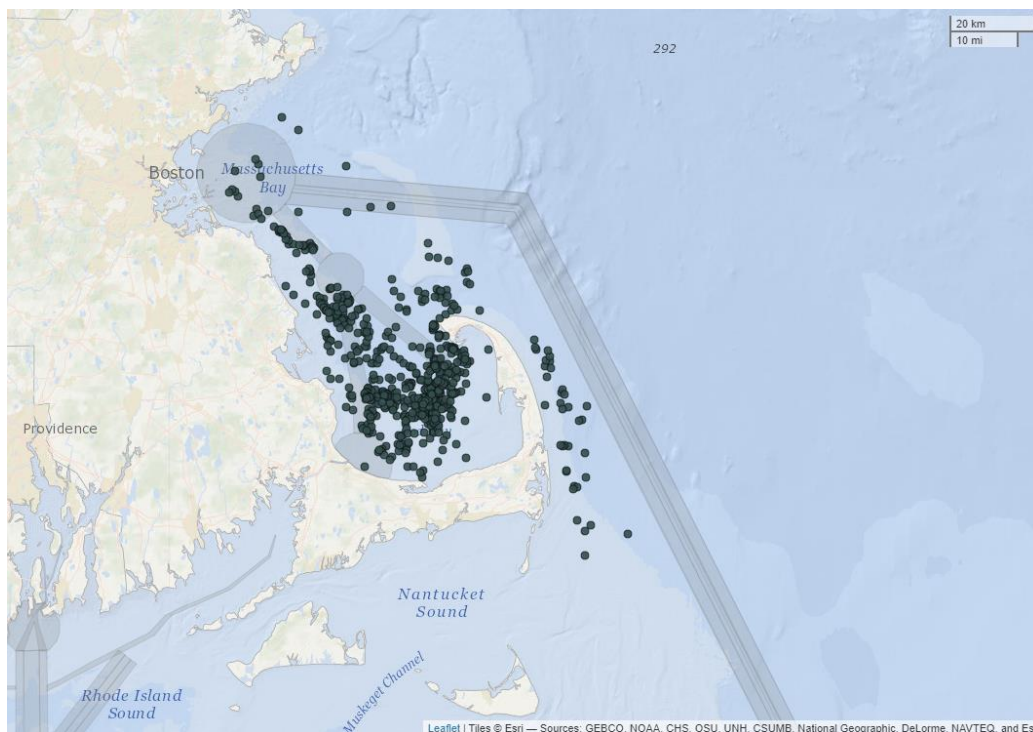 20 km
10 mi
292
Boston
Massachusetts
Bay
Providence
Nantucket
Sound
Muskeget Channel
Rhode Island
Sound
Leaflet | Tiles © Esri — Sources: GEBCO, NOAA, CHS, OSU, UNH, CSUMB, National Geographic, DeLorme, NAVTEQ, and Es